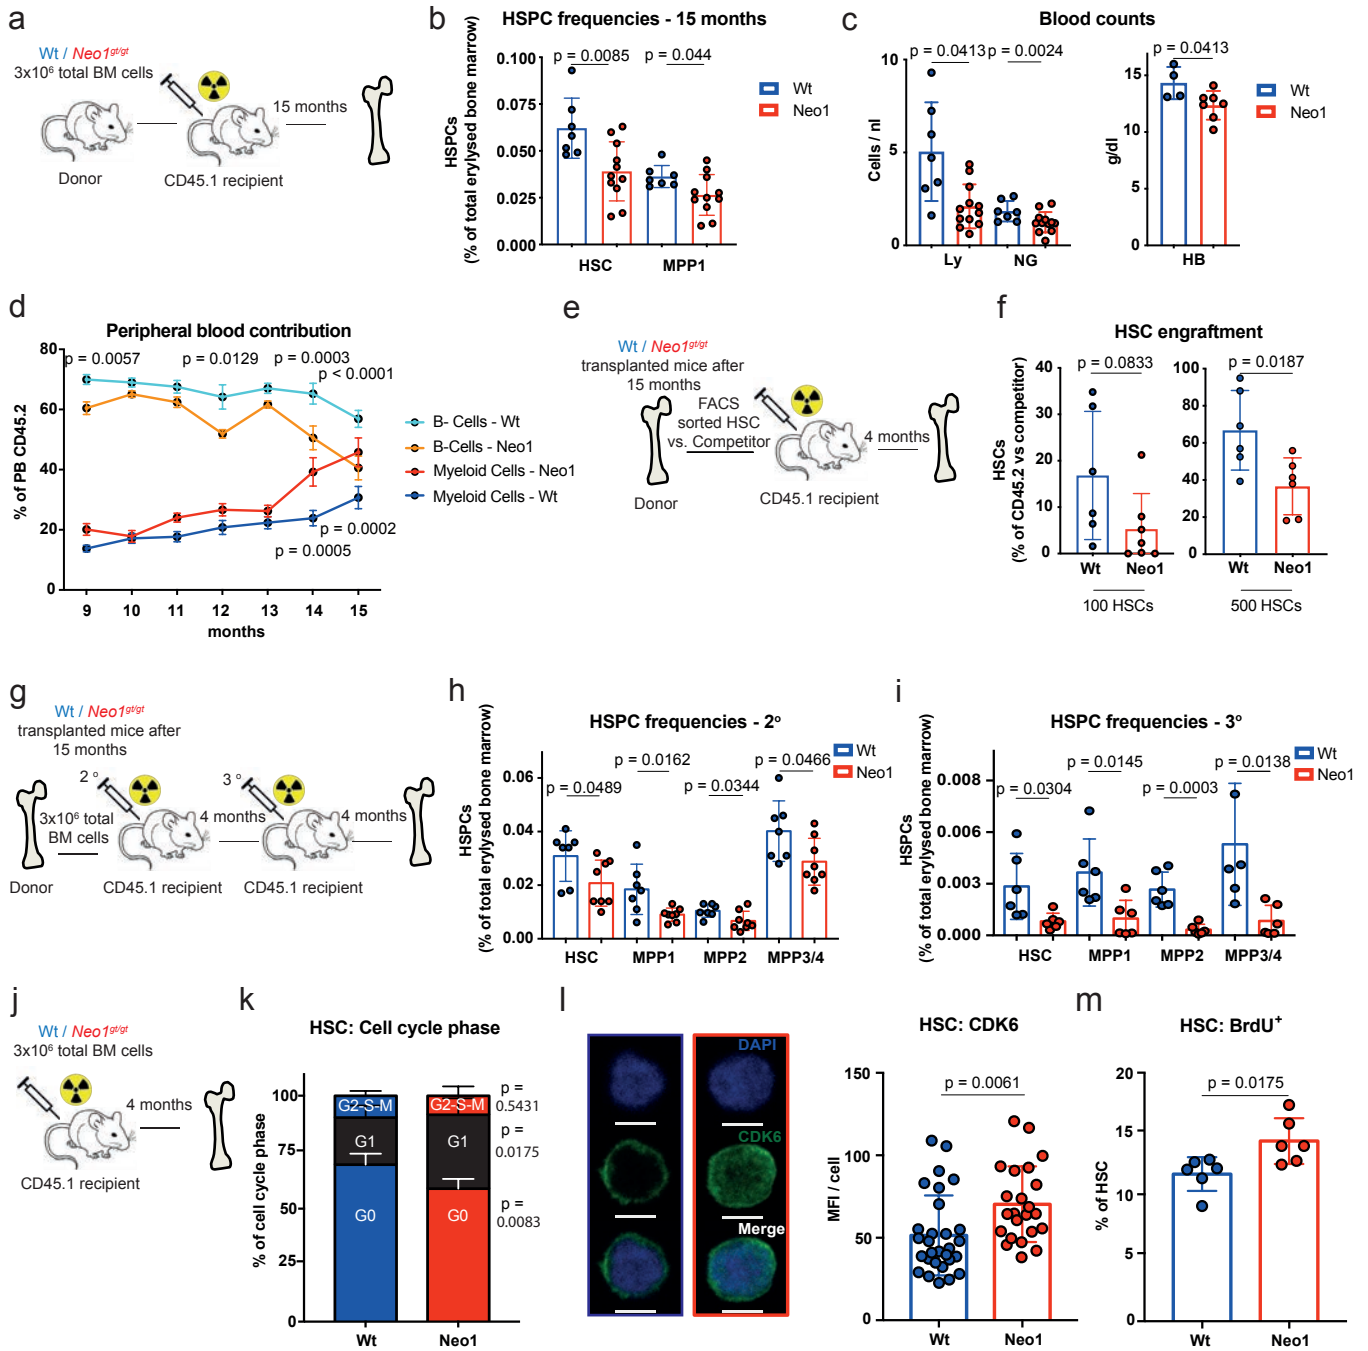 a
Wt / Neo1gt/gt
3x10⁶ total BM cells
15 months
Donor
CD45.1 recipient
b
HSPC frequencies - 15 months
HSPCs
(% of total erylysed bone marrow)
0.100
0.075
0.050
0.025
0.000
p = 0.0085
p = 0.044
Wt
Neo1
HSC
MPP1
c
Blood counts
Cells / nl
10
5
0
p = 0.0413
p = 0.0024
Ly
NG
g/dl
15
10
5
0
p = 0.0413
HB
Wt
Neo1
d
Peripheral blood contribution
% of PB CD45.2
80
60
40
20
0
p = 0.0057
p = 0.0129
p = 0.0003
p < 0.0001
p = 0.0002
p = 0.0005
9
10
11
12
13
14
15
months
B- Cells - Wt
B-Cells - Neo1
Myeloid Cells - Neo1
Myeloid Cells - Wt
e
Wt / Neo1gt/gt
transplanted mice after
15 months
FACS
sorted HSC
vs. Competitor
4 months
Donor
CD45.1 recipient
f
HSC engraftment
HSCs
(% of CD45.2 vs competitor)
40
30
20
10
0
p = 0.0833
Wt
Neo1
100 HSCs
100
80
60
40
20
0
p = 0.0187
Wt
Neo1
500 HSCs
g
Wt / Neo1gt/gt
transplanted mice after
15 months
2 o
3 o
3x10⁶ total
BM cells
4 months
4 months
Donor
CD45.1 recipient
CD45.1 recipient
h
HSPC frequencies - 2º
HSPCs
(% of total erylysed bone marrow)
0.06
0.04
0.02
0.00
p = 0.0489
p = 0.0162
p = 0.0344
p = 0.0466
Wt
Neo1
HSC
MPP1
MPP2
MPP3/4
i
HSPC frequencies - 3º
HSPCs
(% of total erylysed bone marrow)
0.008
0.006
0.003
0.000
p = 0.0304
p = 0.0145
p = 0.0003
p = 0.0138
Wt
Neo1
HSC
MPP1
MPP2
MPP3/4
j
Wt / Neo1gt/gt
3x10⁶ total BM cells
4 months
CD45.1 recipient
k
HSC: Cell cycle phase
% of cell cycle phase
100
75
50
25
0
G2-S-M
G1
G0
G2-S-M
G1
G0
p =
0.5431
p =
0.0175
p =
0.0083
Wt
Neo1
l
DAPI
CDK6
Merge
HSC: CDK6
MFI / cell
150
100
50
0
p = 0.0061
Wt
Neo1
m
HSC: BrdU⁺
% of HSC
20
15
10
5
0
p = 0.0175
Wt
Neo1